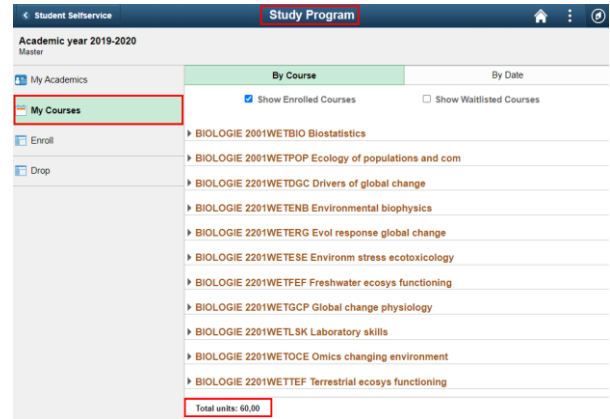 Student Selfservice
Study Program
Academic year 2019-2020
Master
My Academics
My Courses
Enroll
Drop
By Course
By Date
Show Enrolled Courses
Show Waitlisted Courses
BIOLOGIE 2001WETBIO Biostatistics
BIOLOGIE 2001WETPOP Ecology of populations and com
BIOLOGIE 2201WETDGC Drivers of global change
BIOLOGIE 2201WETENB Environmental biophysics
BIOLOGIE 2201WETERG Evol response global change
BIOLOGIE 2201WETESE Environm stress ecotoxicology
BIOLOGIE 2201WETFEF Freshwater ecosys functioning
BIOLOGIE 2201WETGCP Global change physiology
BIOLOGIE 2201WETLSK Laboratory skills
BIOLOGIE 2201WETOCE Omics changing environment
BIOLOGIE 2201WETTEF Terrestrial ecosys functioning
Total units: 60,00